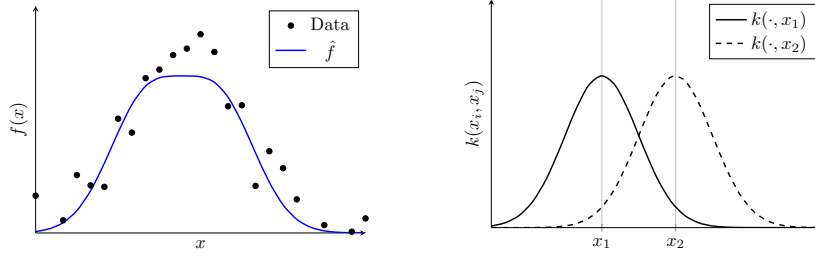 Data
f̂
f(x)
x
k(·, x₁)
k(·, x₂)
k(xᵢ, xⱼ)
x₁ x₂